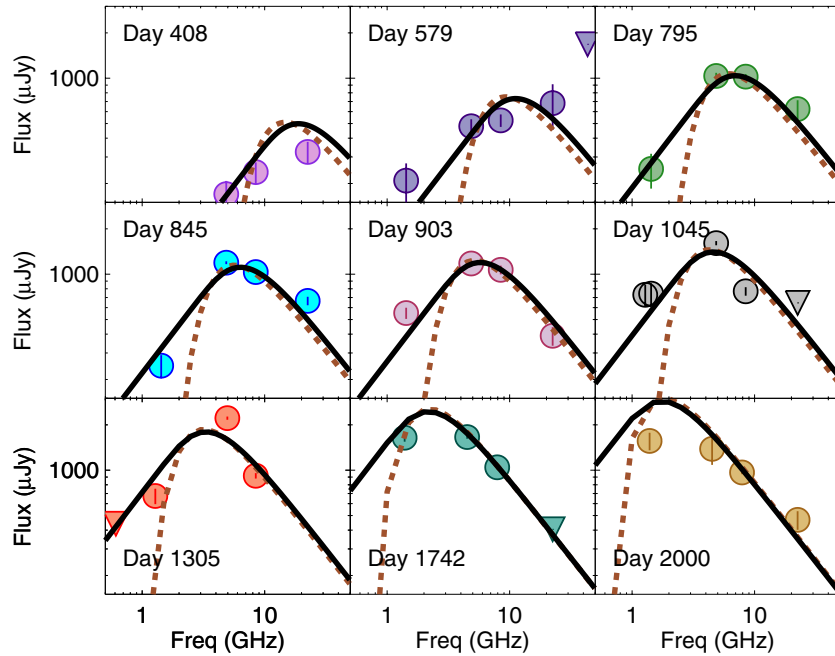 Day 408
Day 579
Day 795
Flux (μJy)
1000
Day 845
Day 903
Day 1045
Flux (μJy)
1000
Day 1305
Day 1742
Day 2000
Flux (μJy)
1000
1 10
1 10
1 10
Freq (GHz)
Freq (GHz)
Freq (GHz)